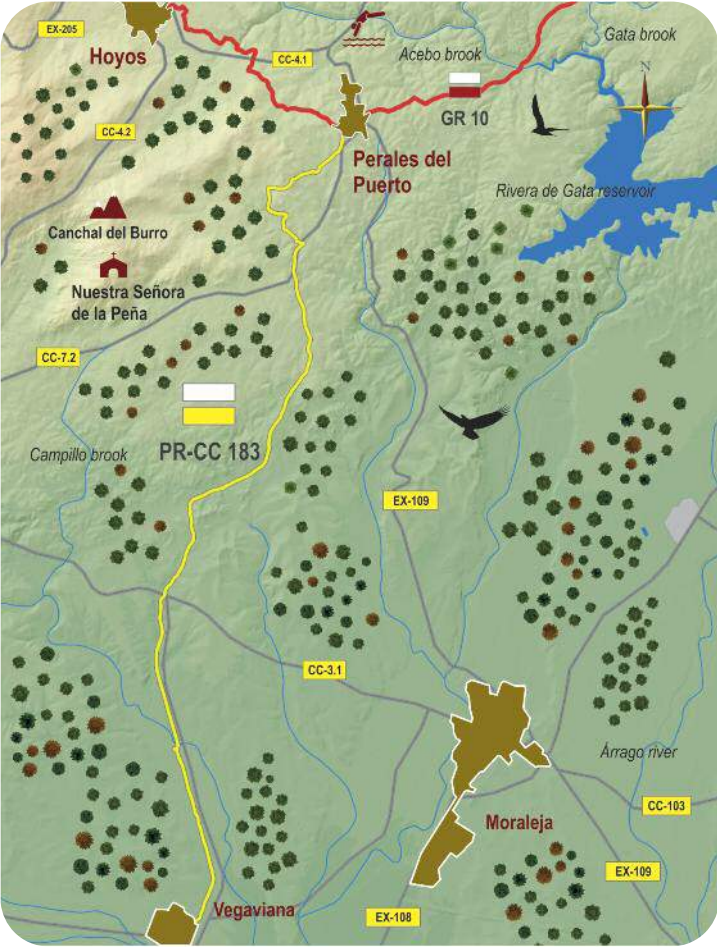 EX-205
Hoyos
CC-4.1
Acebo brook
Gata brook
N
GR 10
CC-4.2
Perales del
Puerto
Rivera de Gata reservoir
Canchal del Burro
Nuestra Señora
de la Peña
CC-7.2
PR-CC 183
Campillo brook
EX-109
CC-3.1
Árrago river
CC-103
Moraleja
EX-109
Vegaviana
EX-108